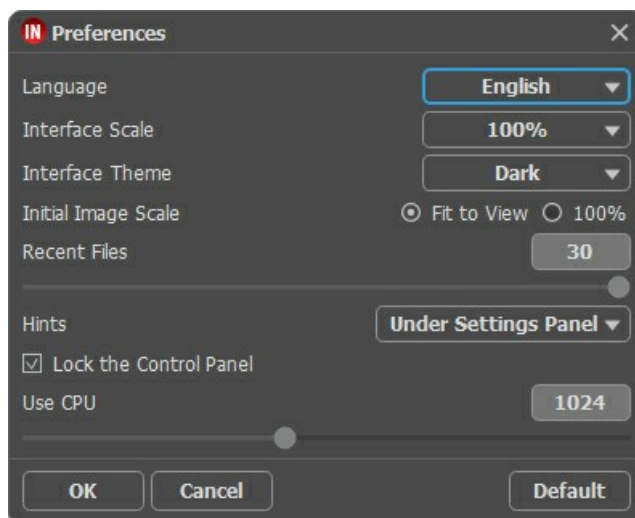 IN Preferences
Language English
Interface Scale 100%
Interface Theme Dark
Initial Image Scale Fit to View 100%
Recent Files 30
Hints Under Settings Panel
Lock the Control Panel
Use CPU 1024
OK Cancel Default